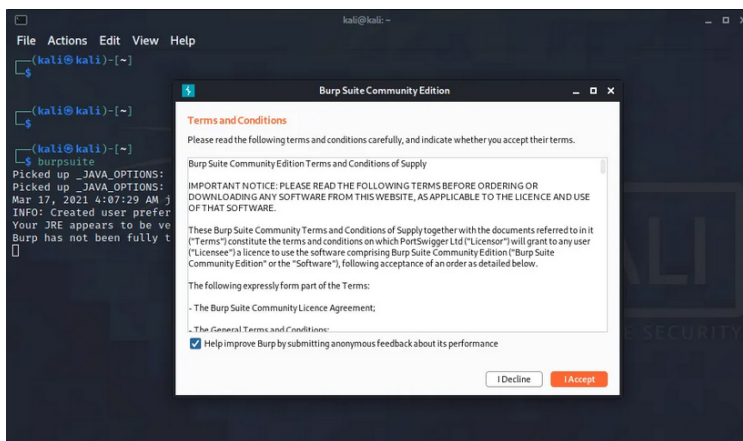 kali@kali: ~
File Actions Edit View Help
(kali㉿kali)-[~]
$
(kali㉿kali)-[~]
$
(kali㉿kali)-[~]
$ burpsuite
Picked up _JAVA_OPTIONS:
Picked up _JAVA_OPTIONS:
Mar 17, 2021 4:07:29 AM j
INFO: Created user prefer
Your JRE appears to be ve
Burp has not been fully t
Burp Suite Community Edition
Terms and Conditions
Please read the following terms and conditions carefully, and indicate whether you accept their terms.
Burp Suite Community Edition Terms and Conditions of Supply
IMPORTANT NOTICE: PLEASE READ THE FOLLOWING TERMS BEFORE ORDERING OR
DOWNLOADING ANY SOFTWARE FROM THIS WEBSITE, AS APPLICABLE TO THE LICENCE AND USE
OF THAT SOFTWARE.
These Burp Suite Community Edition Terms and Conditions of Supply together with the documents referred to in it
("Terms") constitute the terms and conditions on which PortSwigger Ltd ("Licensor") will grant to any user
("Licensee") a licence to use the software comprising Burp Suite Community Edition ("Burp Suite
Community Edition" or the "Software"), following acceptance of an order as detailed below.
The following expressly form part of the Terms:
- The Burp Suite Community Licence Agreement;
- The General Terms and Conditions;
Help improve Burp by submitting anonymous feedback about its performance
I Decline
I Accept
ALI
E SECURITY